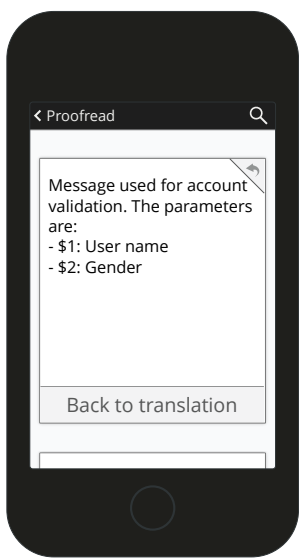 Proofread
Message used for account
validation. The parameters
are:
- $1: User name
- $2: Gender
Back to translation